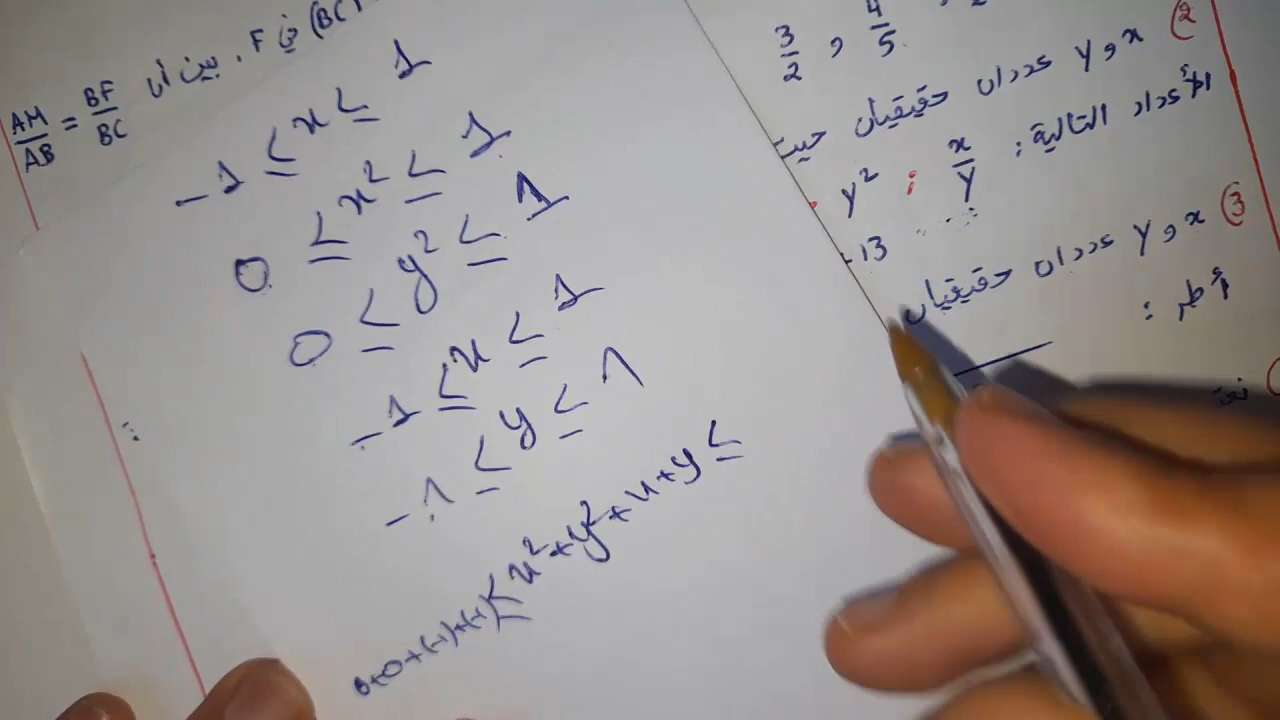 F في (BC)
AM/AB = BF/BC بين أن
-1 ≤ x ≤ 1
0 ≤ x² ≤ 1
0 ≤ y² ≤ 1
-1 ≤ x ≤ 1
-1 ≤ y ≤ 1
0+0+(-1)+(-1) ≤ x²+y²+x+y ≤
3/2 و 4/5
② x و y عددان حقيقيان حيث
الأعداد التالية :
y² ; x/y
-13
③ x و y عددان حقيقيان
أطر :